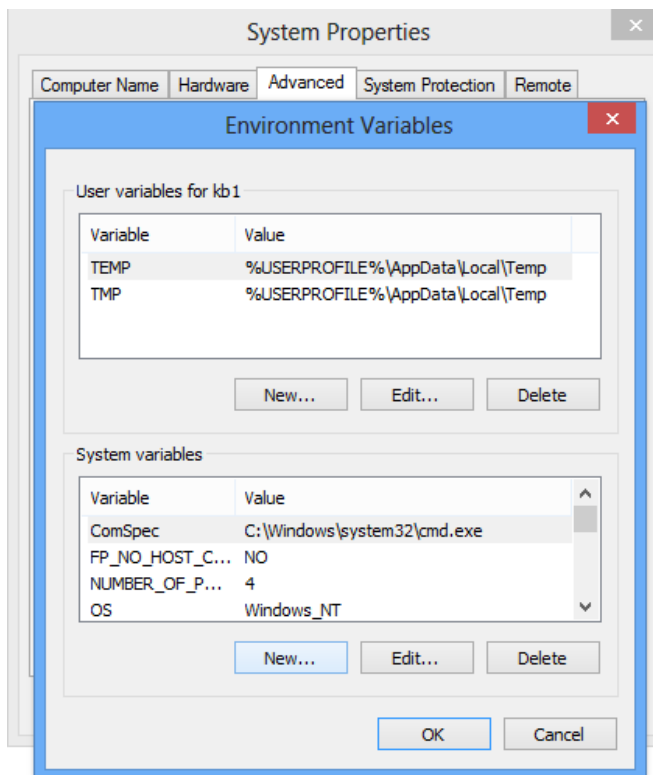 System Properties
Computer Name Hardware Advanced System Protection Remote
Environment Variables
User variables for kb1
Variable Value
TEMP %USERPROFILE%\AppData\Local\Temp
TMP %USERPROFILE%\AppData\Local\Temp
New... Edit... Delete
System variables
Variable Value
ComSpec C:\Windows\system32\cmd.exe
FP_NO_HOST_C... NO
NUMBER_OF_P... 4
OS Windows_NT
New... Edit... Delete
OK Cancel